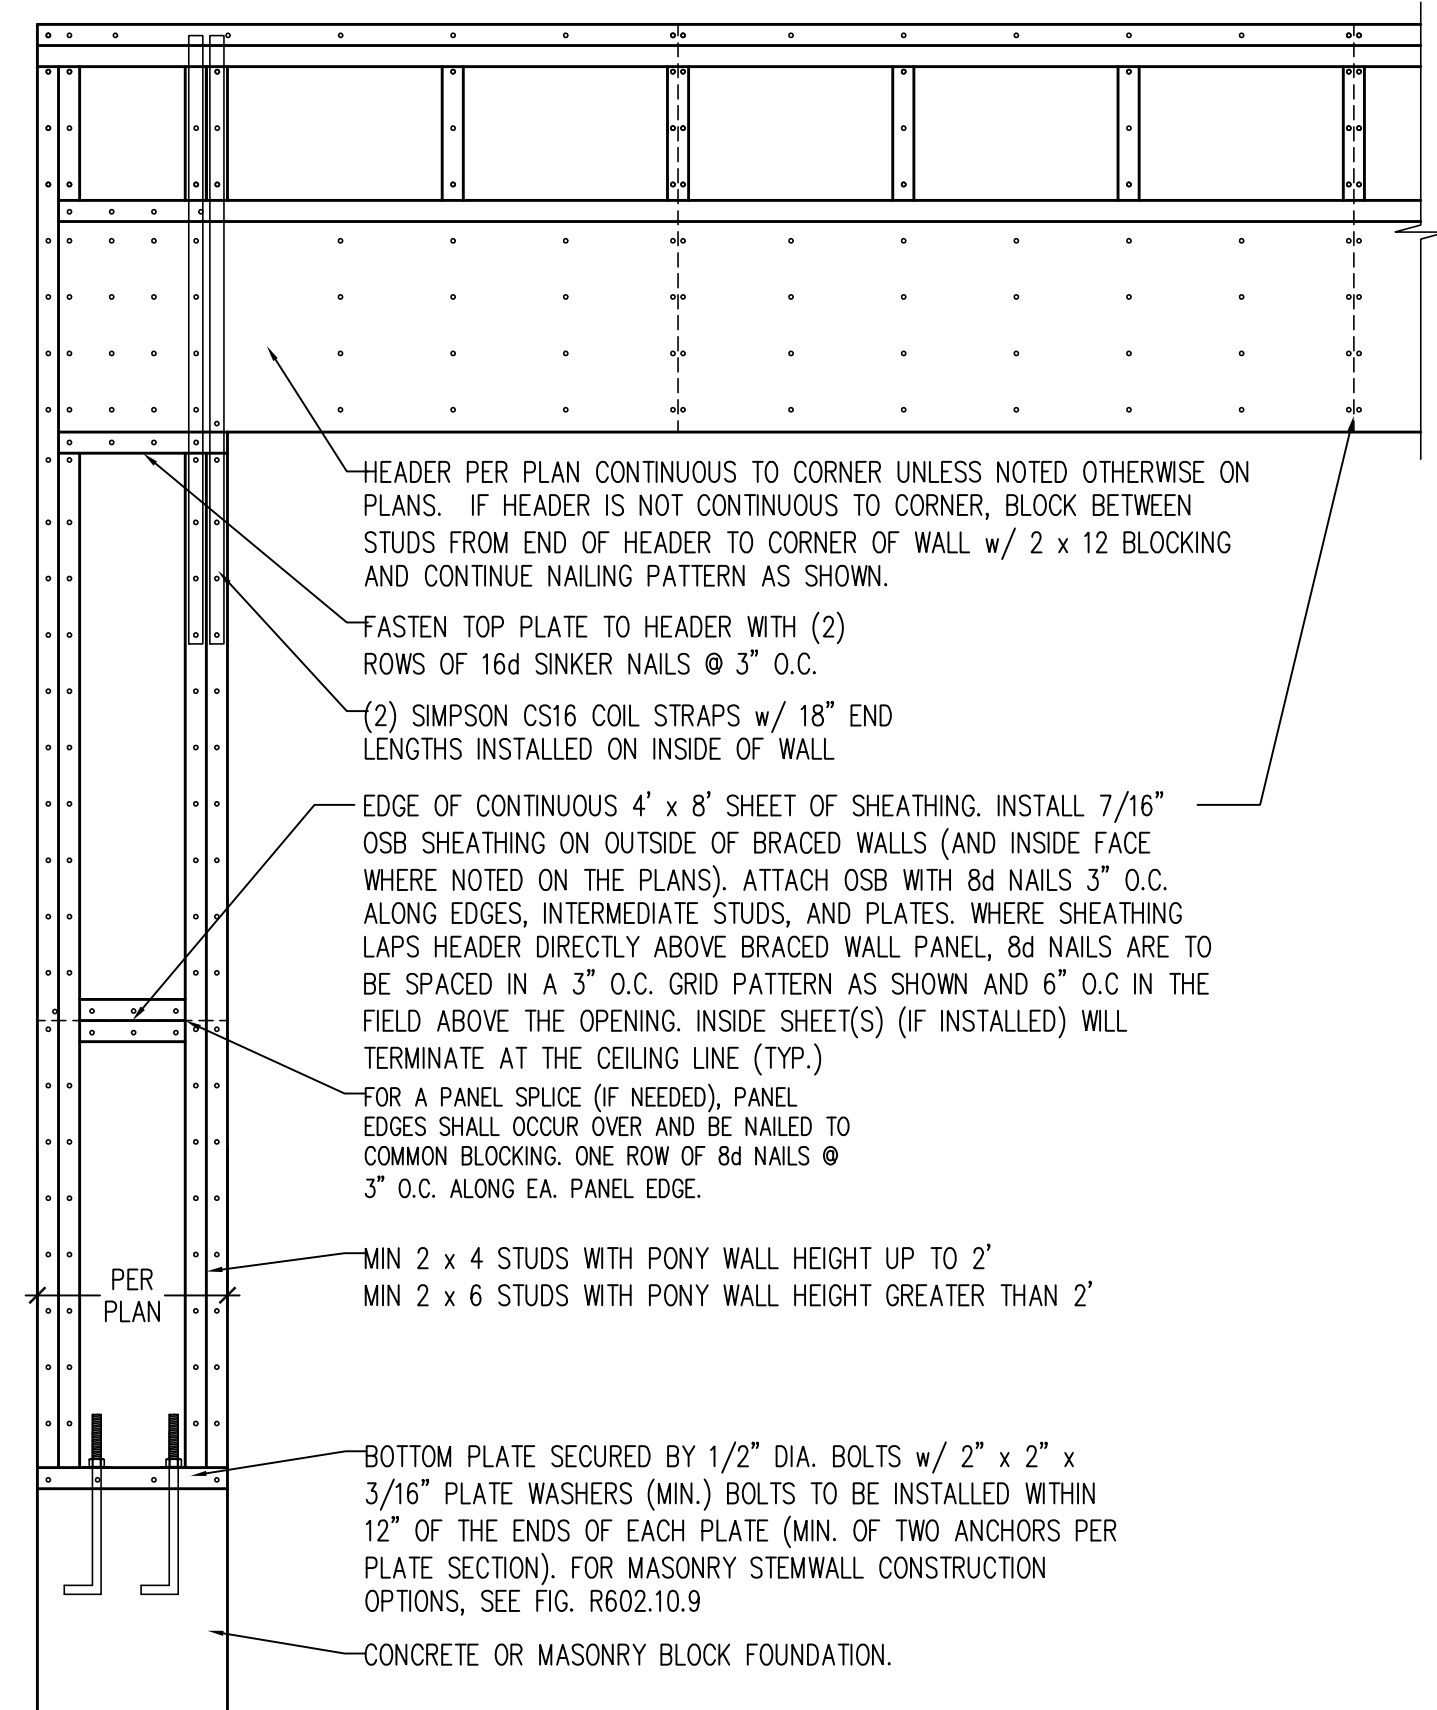 HEADER PER PLAN CONTINUOUS TO CORNER UNLESS NOTED OTHERWISE ON
PLANS. IF HEADER IS NOT CONTINUOUS TO CORNER, BLOCK BETWEEN
STUDS FROM END OF HEADER TO CORNER OF WALL w/ 2 x 12 BLOCKING
AND CONTINUE NAILING PATTERN AS SHOWN.
FASTEN TOP PLATE TO HEADER WITH (2)
ROWS OF 16d SINKER NAILS @ 3" O.C.
(2) SIMPSON CS16 COIL STRAPS w/ 18" END
LENGTHS INSTALLED ON INSIDE OF WALL
EDGE OF CONTINUOUS 4' x 8' SHEET OF SHEATHING. INSTALL 7/16"
OSB SHEATHING ON OUTSIDE OF BRACED WALLS (AND INSIDE FACE
WHERE NOTED ON THE PLANS). ATTACH OSB WITH 8d NAILS 3" O.C.
ALONG EDGES, INTERMEDIATE STUDS, AND PLATES. WHERE SHEATHING
LAPS HEADER DIRECTLY ABOVE BRACED WALL PANEL, 8d NAILS ARE TO
BE SPACED IN A 3" O.C. GRID PATTERN AS SHOWN AND 6" O.C IN THE
FIELD ABOVE THE OPENING. INSIDE SHEET(S) (IF INSTALLED) WILL
TERMINATE AT THE CEILING LINE (TYP.)
FOR A PANEL SPLICE (IF NEEDED), PANEL
EDGES SHALL OCCUR OVER AND BE NAILED TO
COMMON BLOCKING. ONE ROW OF 8d NAILS @
3" O.C. ALONG EA. PANEL EDGE.
MIN 2 x 4 STUDS WITH PONY WALL HEIGHT UP TO 2'
MIN 2 x 6 STUDS WITH PONY WALL HEIGHT GREATER THAN 2'
PER
PLAN
BOTTOM PLATE SECURED BY 1/2" DIA. BOLTS w/ 2" x 2" x
3/16" PLATE WASHERS (MIN.) BOLTS TO BE INSTALLED WITHIN
12" OF THE ENDS OF EACH PLATE (MIN. OF TWO ANCHORS PER
PLATE SECTION). FOR MASONRY STEMWALL CONSTRUCTION
OPTIONS, SEE FIG. R602.10.9
CONCRETE OR MASONRY BLOCK FOUNDATION.